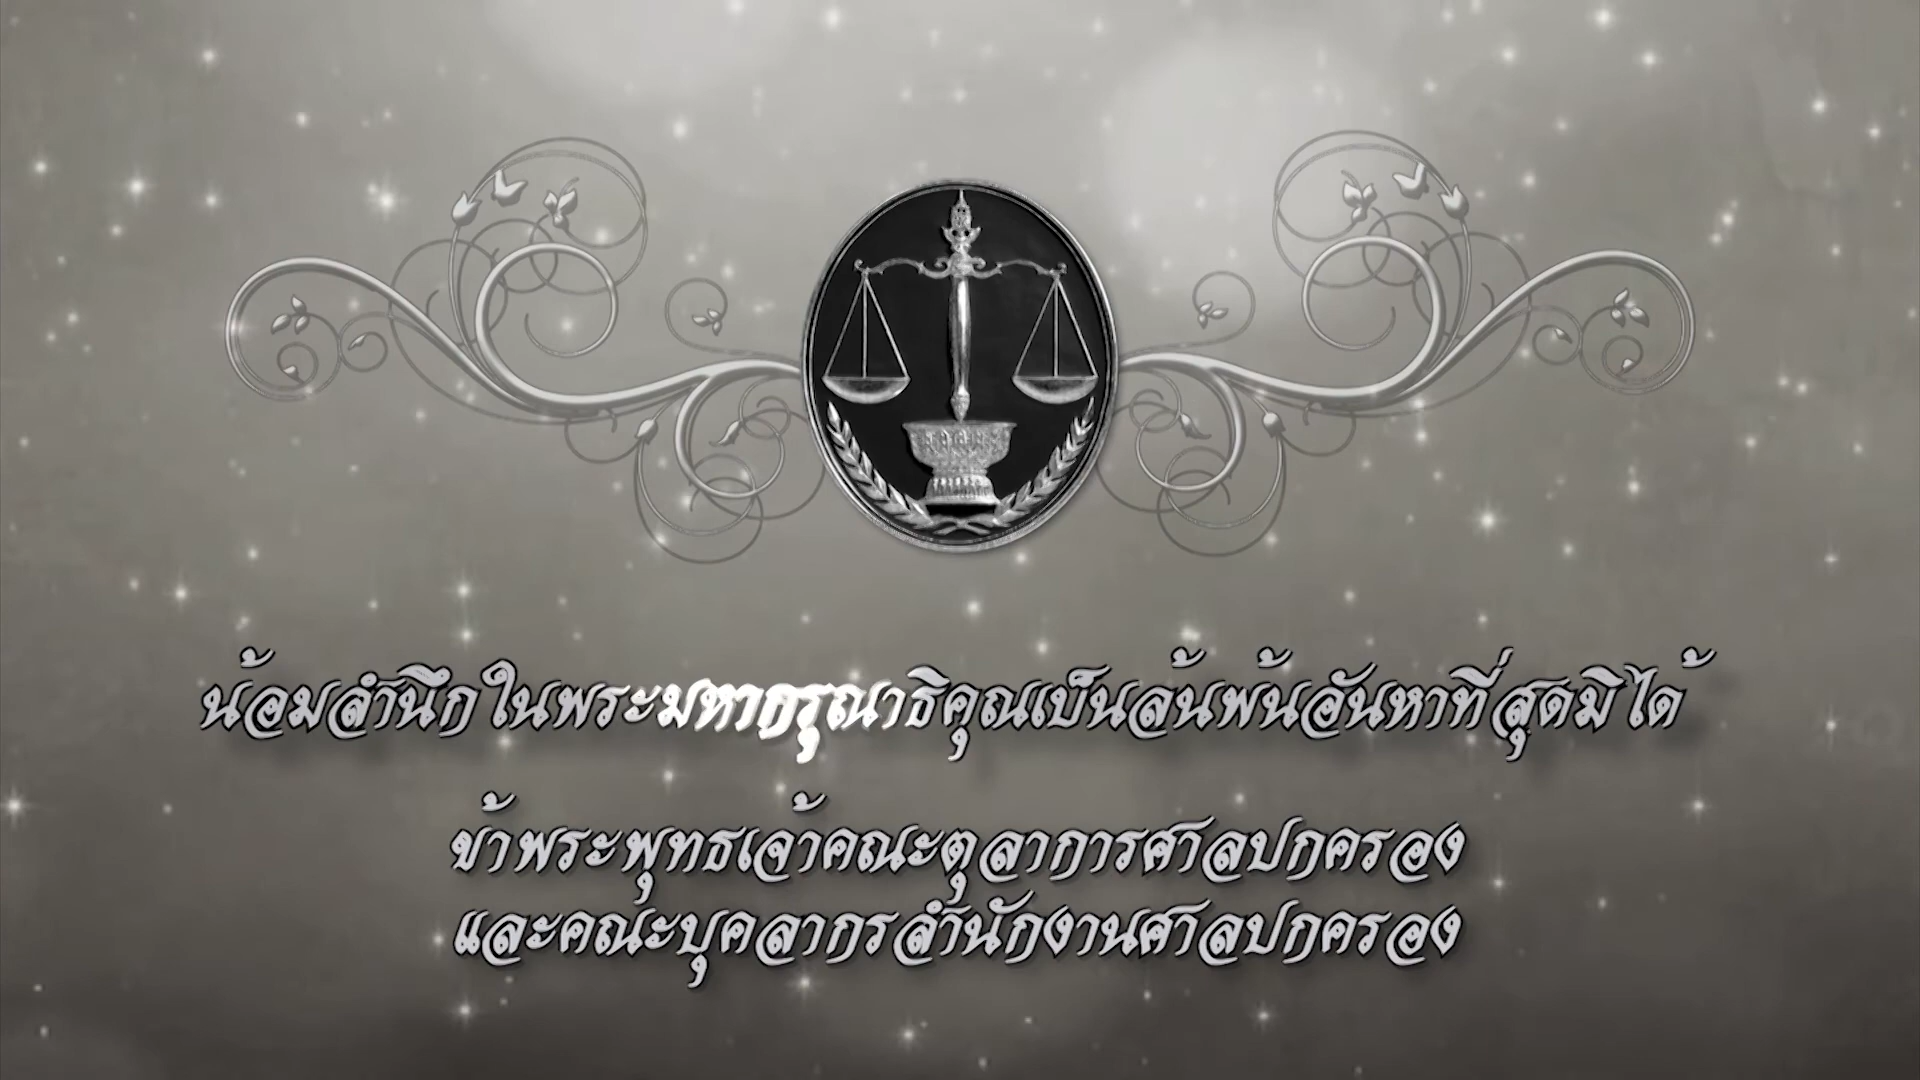 น้อมสำนึกในพระมหากรุณาธิคุณเป็นล้นพ้นอันหาที่สุดมิได้
ข้าพระพุทธเจ้าคณะตุลาการศาลปกครอง
และคณะบุคลากรสำนักงานศาลปกครอง